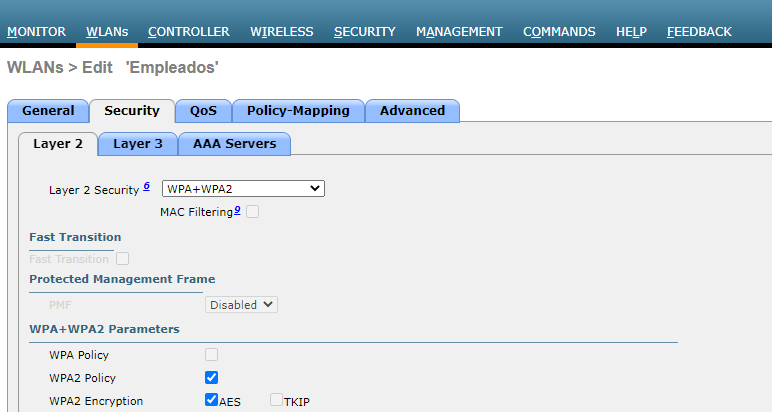 MONITOR WLANs CONTROLLER WIRELESS SECURITY MANAGEMENT COMMANDS HELP FEEDBACK
WLANs > Edit 'Empleados'
General Security QoS Policy-Mapping Advanced
Layer 2 Layer 3 AAA Servers
Layer 2 Security 6 WPA+WPA2
MAC Filtering 9
Fast Transition
Fast Transition
Protected Management Frame
PMF Disabled
WPA+WPA2 Parameters
WPA Policy
WPA2 Policy
WPA2 Encryption AES TKIP